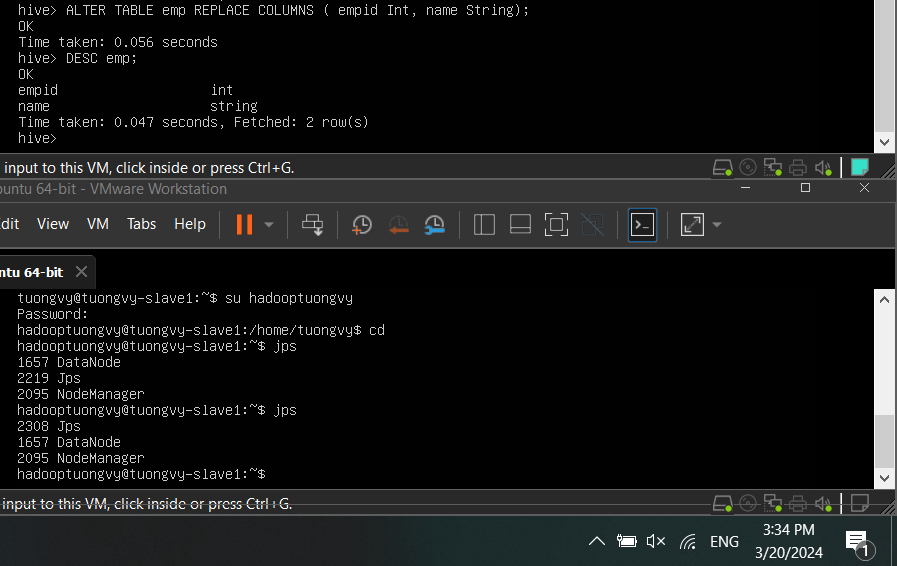 hive> ALTER TABLE emp REPLACE COLUMNS ( empid Int, name String);
OK
Time taken: 0.056 seconds
hive> DESC emp;
OK
empid                   int
name                    string
Time taken: 0.047 seconds, Fetched: 2 row(s)
hive>
input to this VM, click inside or press Ctrl+G.
buntu 64-bit - VMware Workstation
dit View VM Tabs Help
ntu 64-bit
tuongvy@tuongvy-slave1:~$ su hadooptuongvy
Password:
hadooptuongvy@tuongvy-slave1:/home/tuongvy$ cd
hadooptuongvy@tuongvy-slave1:~$ jps
1657 DataNode
2219 Jps
2095 NodeManager
hadooptuongvy@tuongvy-slave1:~$ jps
2308 Jps
1657 DataNode
2095 NodeManager
hadooptuongvy@tuongvy-slave1:~$
input to this VM, click inside or press Ctrl+G.
ENG
3:34 PM
3/20/2024
1